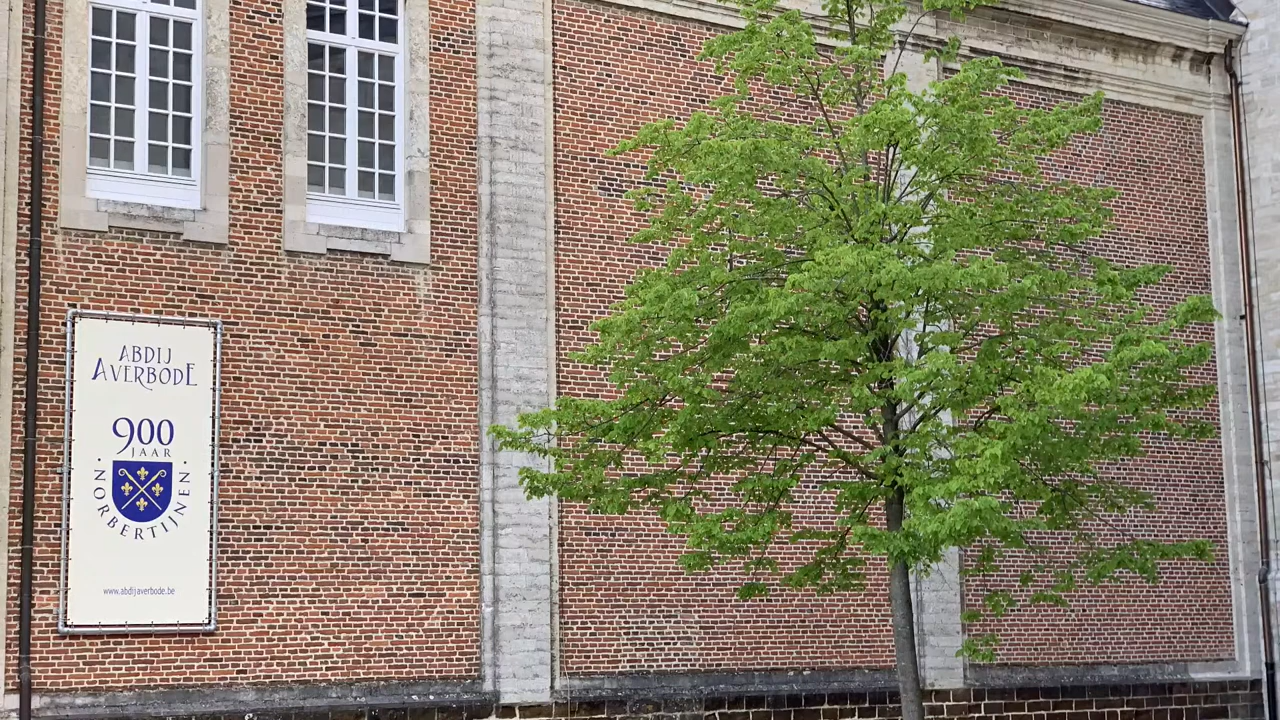 ABDIJ
AVERBODE
900
JAAR
· NORBERTIJNEN ·
www.abdijaverbode.be